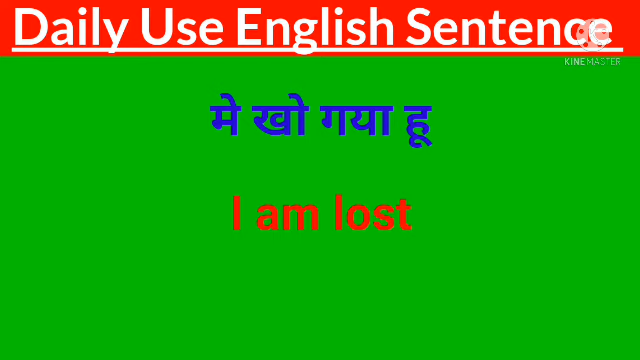 Daily Use English Sentence
KINEMASTER
मे खो गया हू
I am lost